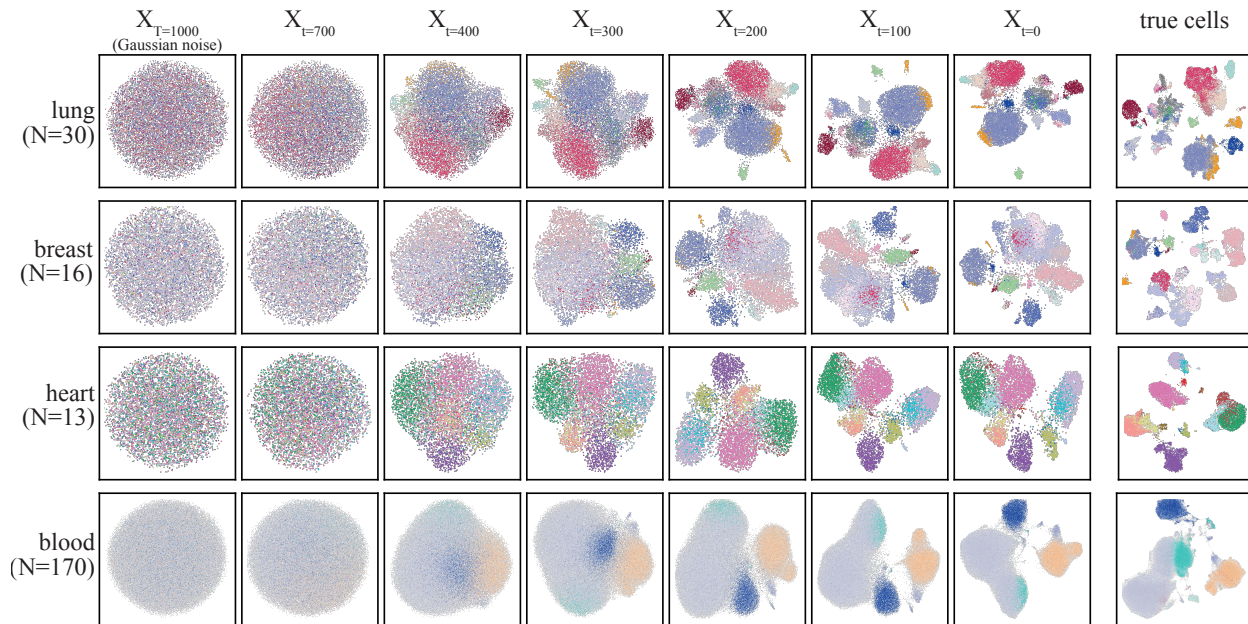 X_T=1000 X_t=700 X_t=400 X_t=300 X_t=200 X_t=100 X_t=0 true cells
(Gaussian noise)
lung
(N=30)
breast
(N=16)
heart
(N=13)
blood
(N=170)